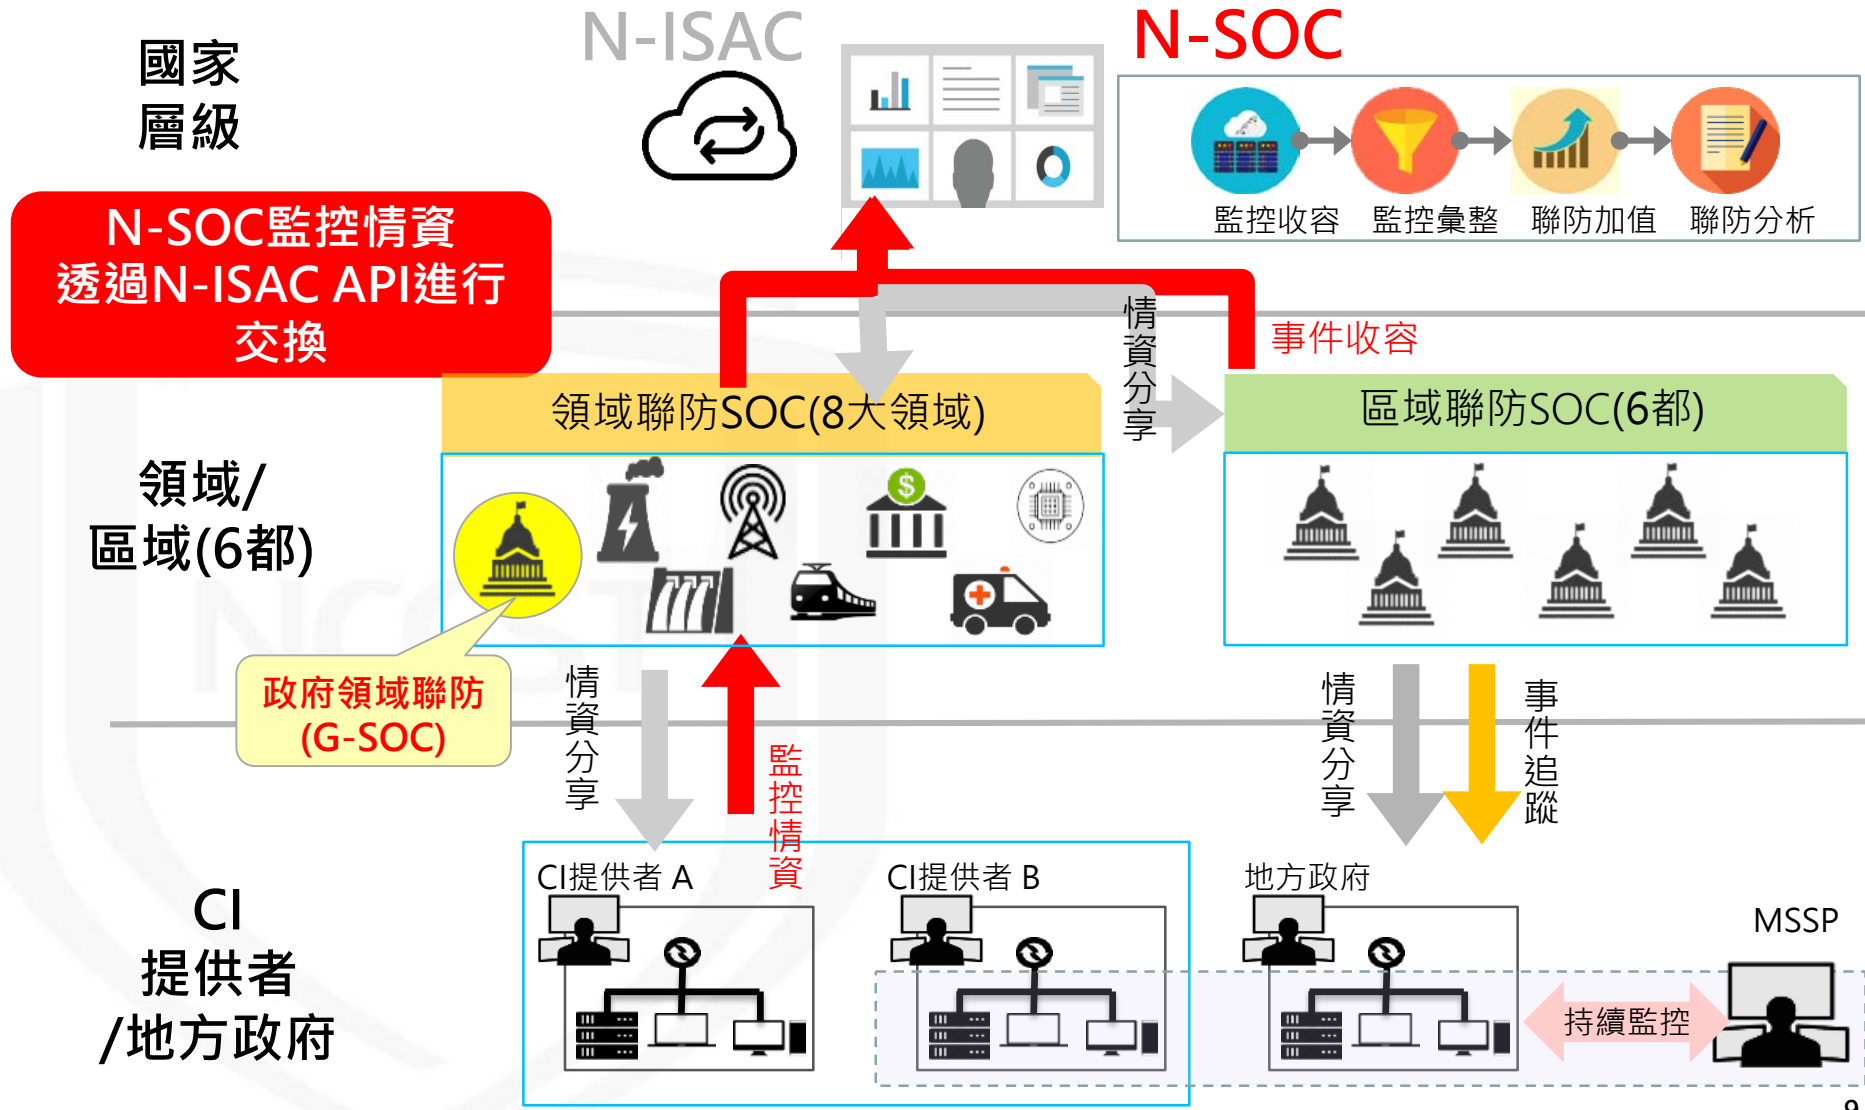 N-ISAC
N-SOC
國家
層級
監控收容
監控彙整
聯防加值
聯防分析
N-SOC監控情資
透過N-ISAC API進行
交換
情資分享
事件收容
領域聯防SOC(8大領域)
區域聯防SOC(6都)
領域/
區域(6都)
$
NCCST
政府領域聯防
(G-SOC)
情資分享
監控情資
情資分享
事件追蹤
CI
提供者
/地方政府
CI提供者 A
CI提供者 B
地方政府
MSSP
持續監控
9